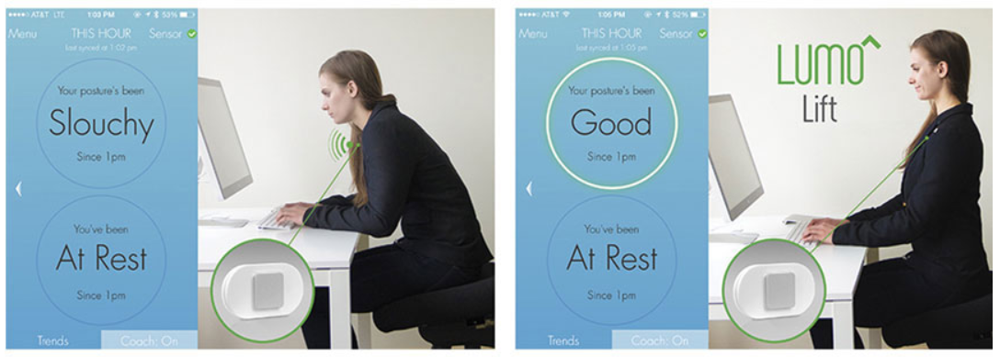 AT&T LTE 1:03 PM 53%
Menu THIS HOUR Sensor
last synced at 1:02 pm
Your posture's been
Slouchy
Since 1pm
You've been
At Rest
Since 1pm
Trends Coach: On
AT&T 1:06 PM 52%
Menu THIS HOUR Sensor
last synced at 1:05 pm
Your posture's been
Good
Since 1pm
You've been
At Rest
Since 1pm
Trends Coach: On
LUMO
Lift